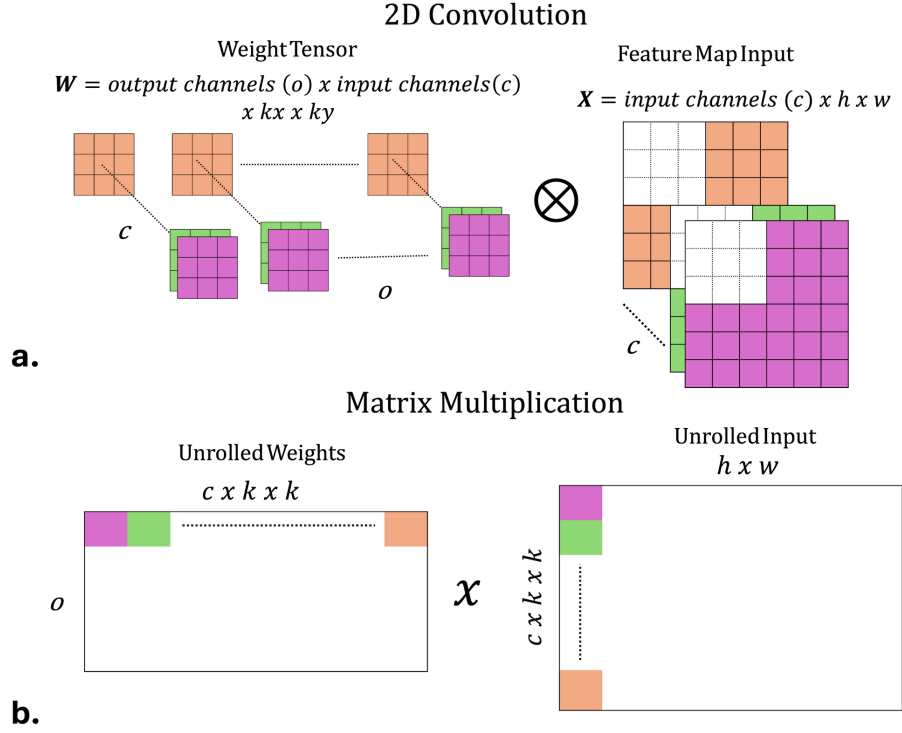 2D Convolution
Weight Tensor
W = output channels (o) x input channels(c)
x kx x ky
Feature Map Input
X = input channels (c) x h x w
c
o
c
a.
Matrix Multiplication
Unrolled Weights
c x k x k
o
x
Unrolled Input
h x w
c x k x k
b.